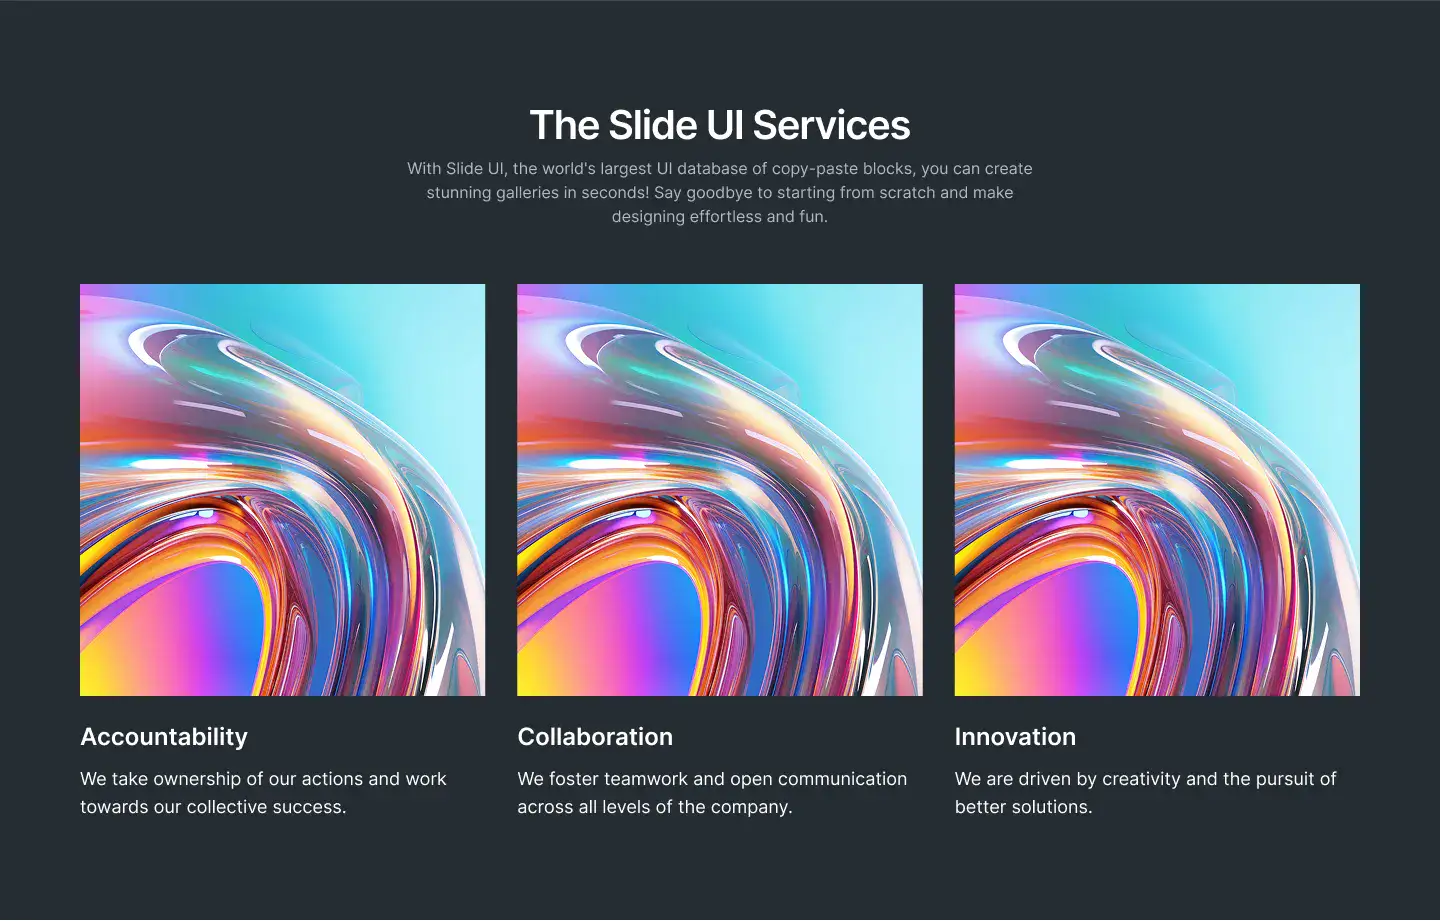 The Slide UI Services
With Slide UI, the world's largest UI database of copy-paste blocks, you can create
stunning galleries in seconds! Say goodbye to starting from scratch and make
designing effortless and fun.
Accountability
We take ownership of our actions and work
towards our collective success.
Collaboration
We foster teamwork and open communication
across all levels of the company.
Innovation
We are driven by creativity and the pursuit of
better solutions.